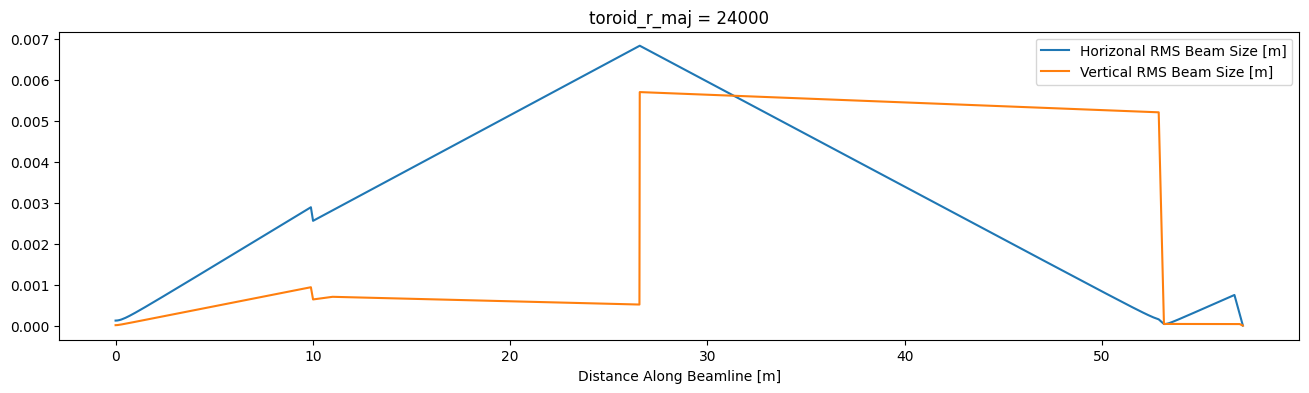 toroid_r_maj = 24000
Horizonal RMS Beam Size [m]
Vertical RMS Beam Size [m]
0.007
0.006
0.005
0.004
0.003
0.002
0.001
0.000
0 10 20 30 40 50
Distance Along Beamline [m]